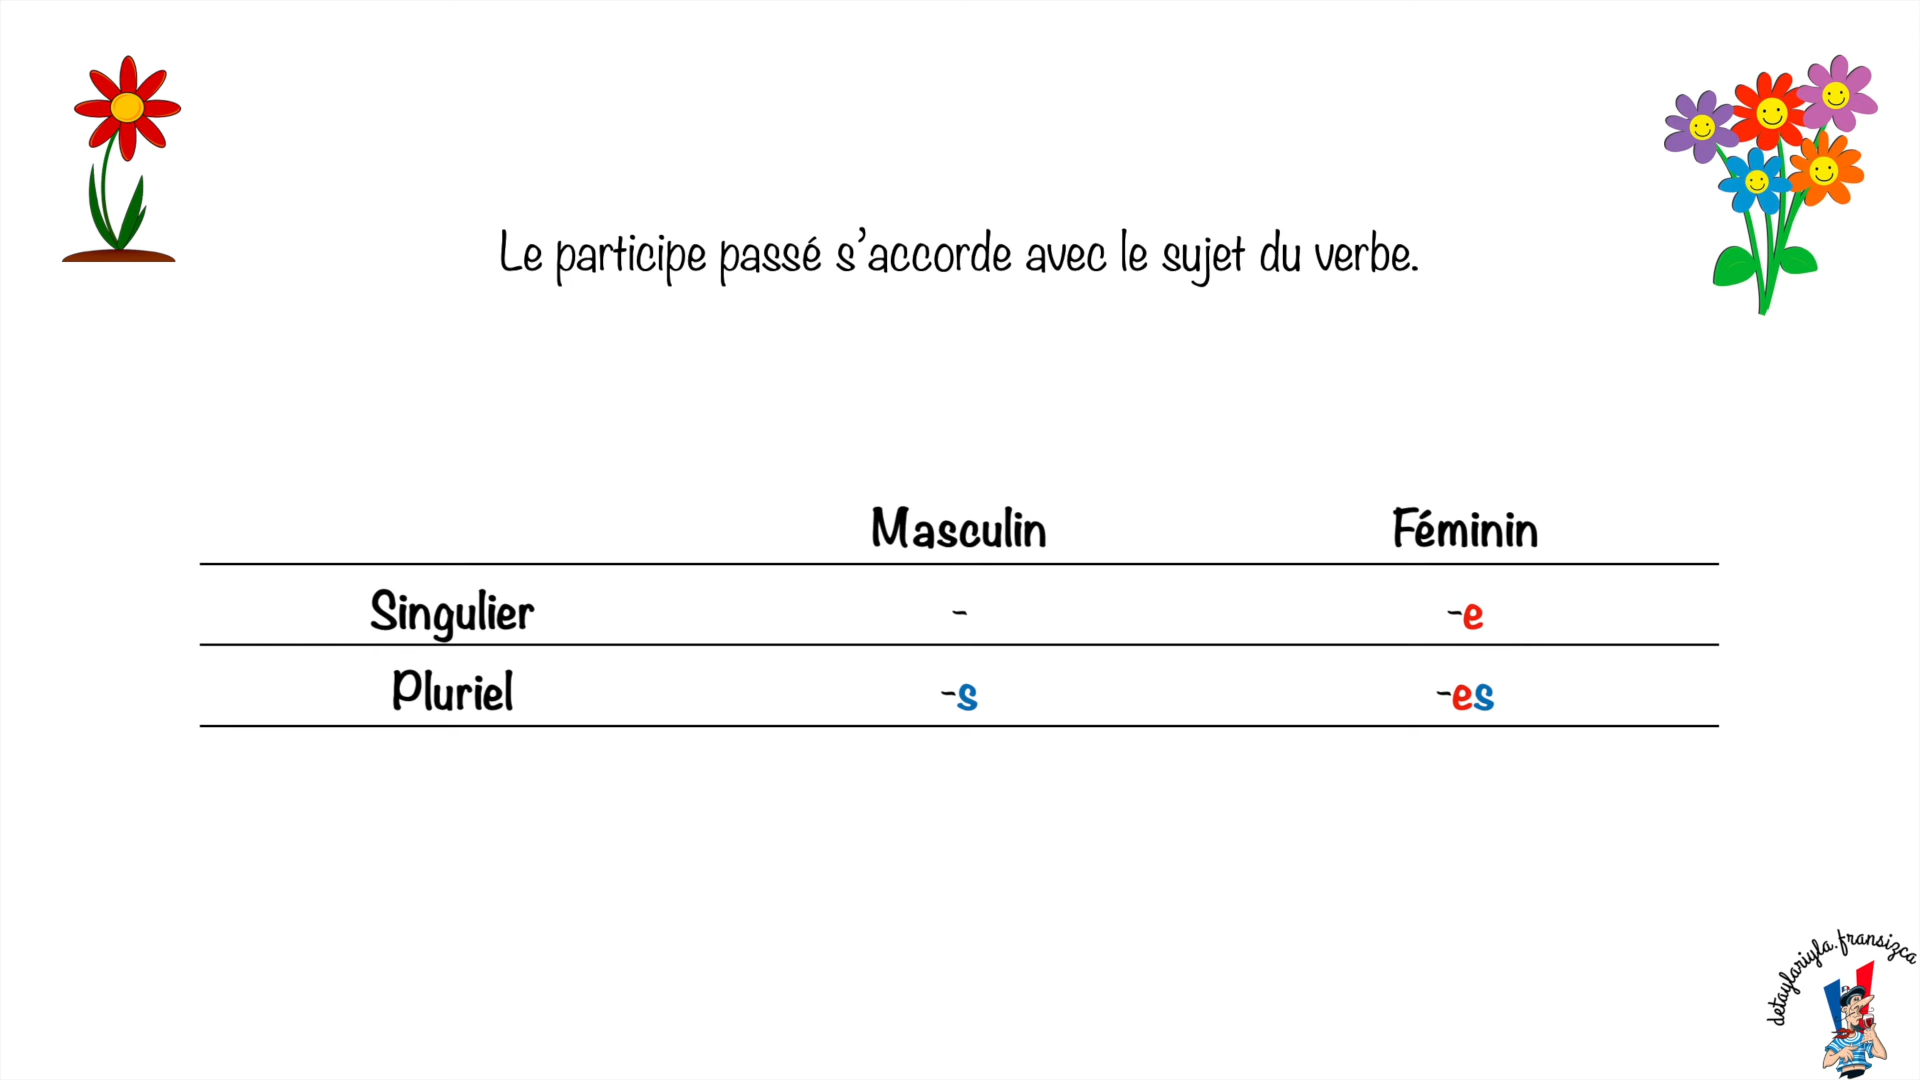 Le participe passé s’accorde avec le sujet du verbe.
Masculin Féminin
Singulier - -e
Pluriel -s -es
detaylariyla.fransizca